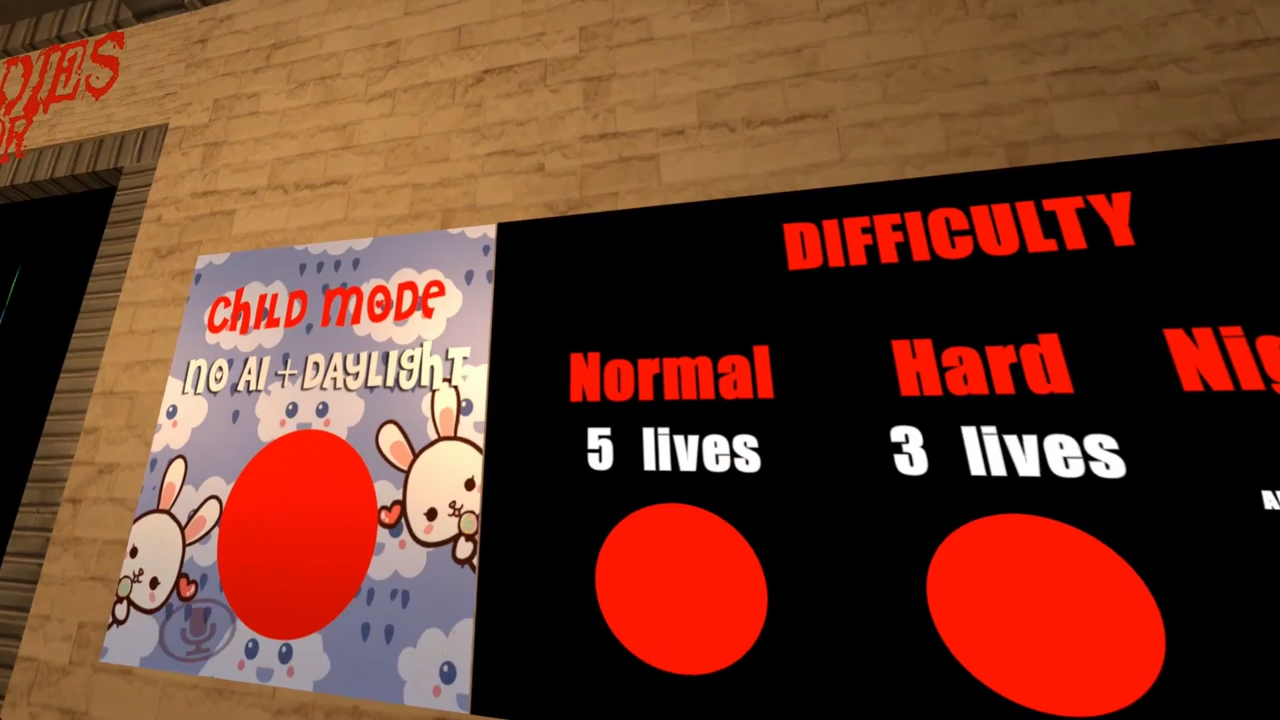 CHILD MODE
NO AI + DAYLIGHT
DIFFICULTY
Normal
Hard
5 lives
3 lives